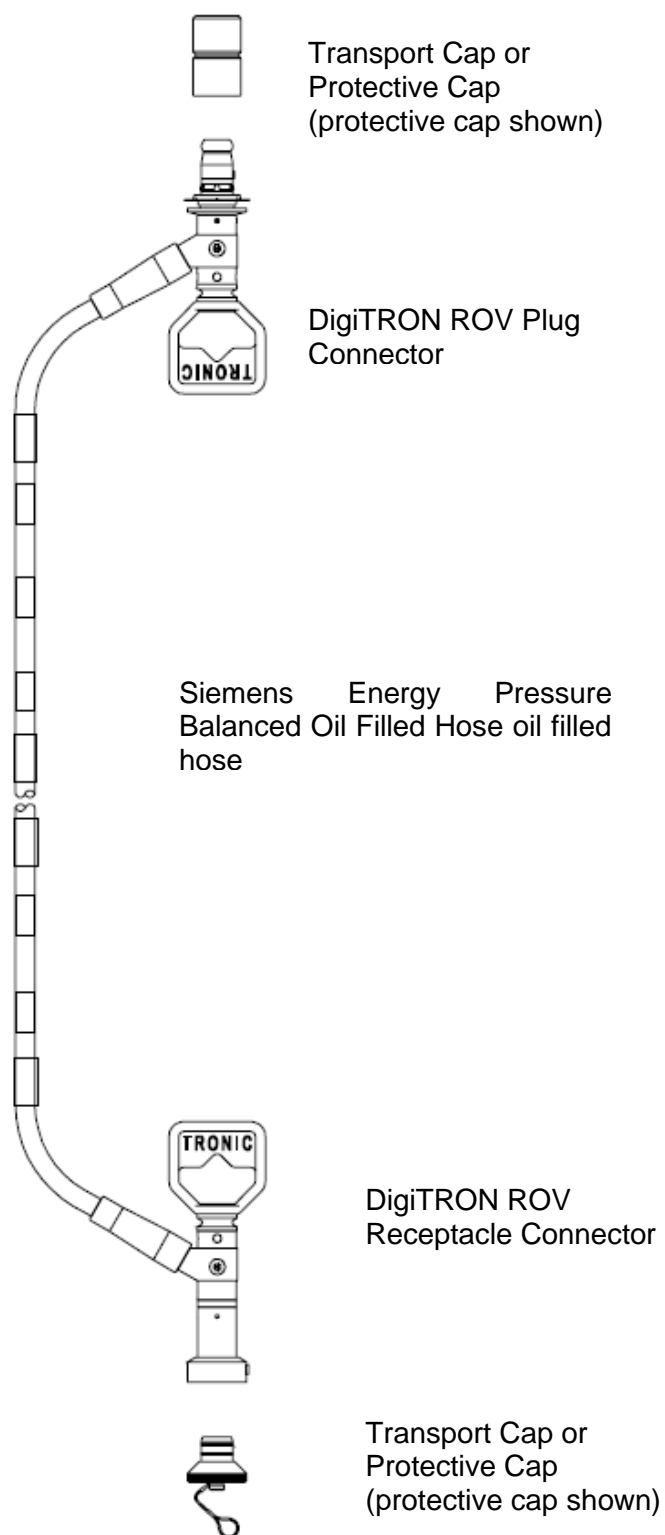 Transport Cap or
Protective Cap
(protective cap shown)
DigiTRON ROV Plug
Connector
TRONIC
Siemens Energy Pressure
Balanced Oil Filled Hose oil filled
hose
TRONIC
DigiTRON ROV
Receptacle Connector
Transport Cap or
Protective Cap
(protective cap shown)